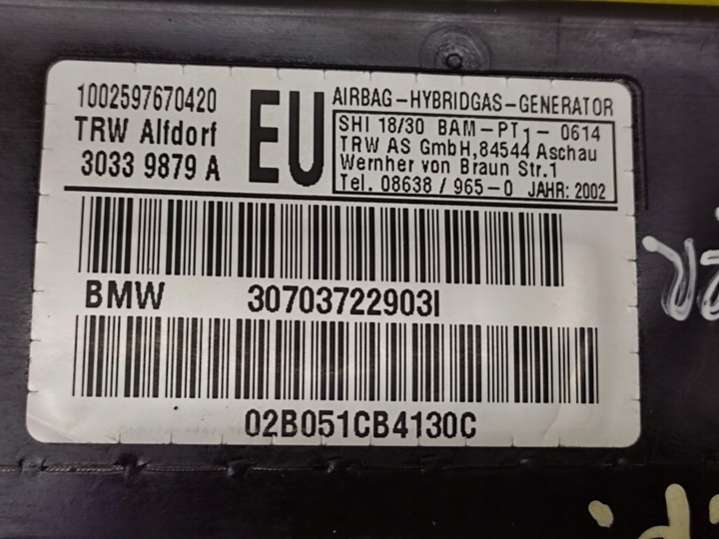 1002597670420
TRW Alfdorf
3033 9879 A
EU
AIRBAG-HYBRIDGAS-GENERATOR
SHI 18/30 BAM-PT1-0614
TRW AS GmbH,84544 Aschau
Wernher von Braun Str.1
Tel. 08638 / 965-0 JAHR: 2002
BMW 30703722903I
02B051CB4130C